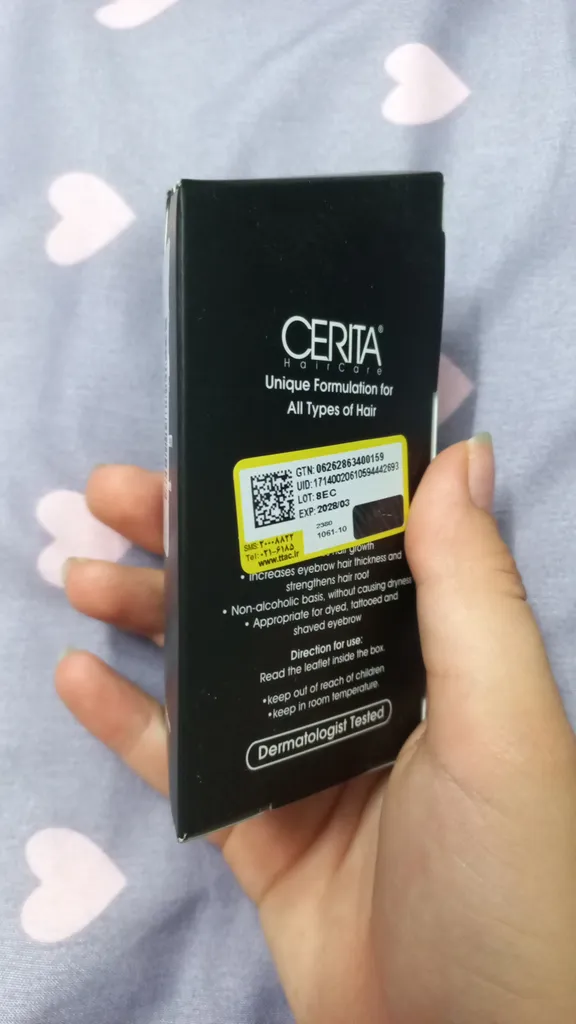 CERITA®
HairCare
Unique Formulation for
All Types of Hair
GTN: 06262863400159
UID: 17140020610594442693
LOT: 8EC
EXP: 2028/03
2380
1061-10
SMS: ۲۰۰۰۸۸۲۲
Tel: ۰۲۱-۶۱۸۵
www.ttac.ir
hair growth
• Increases eyebrow hair thickness and
strengthens hair root
• Non-alcoholic basis, without causing dryness
• Appropriate for dyed, tattooed and
shaved eyebrow
Direction for use:
Read the leaflet inside the box.
•keep out of reach of children
•keep in room temperature.
Dermatologist Tested